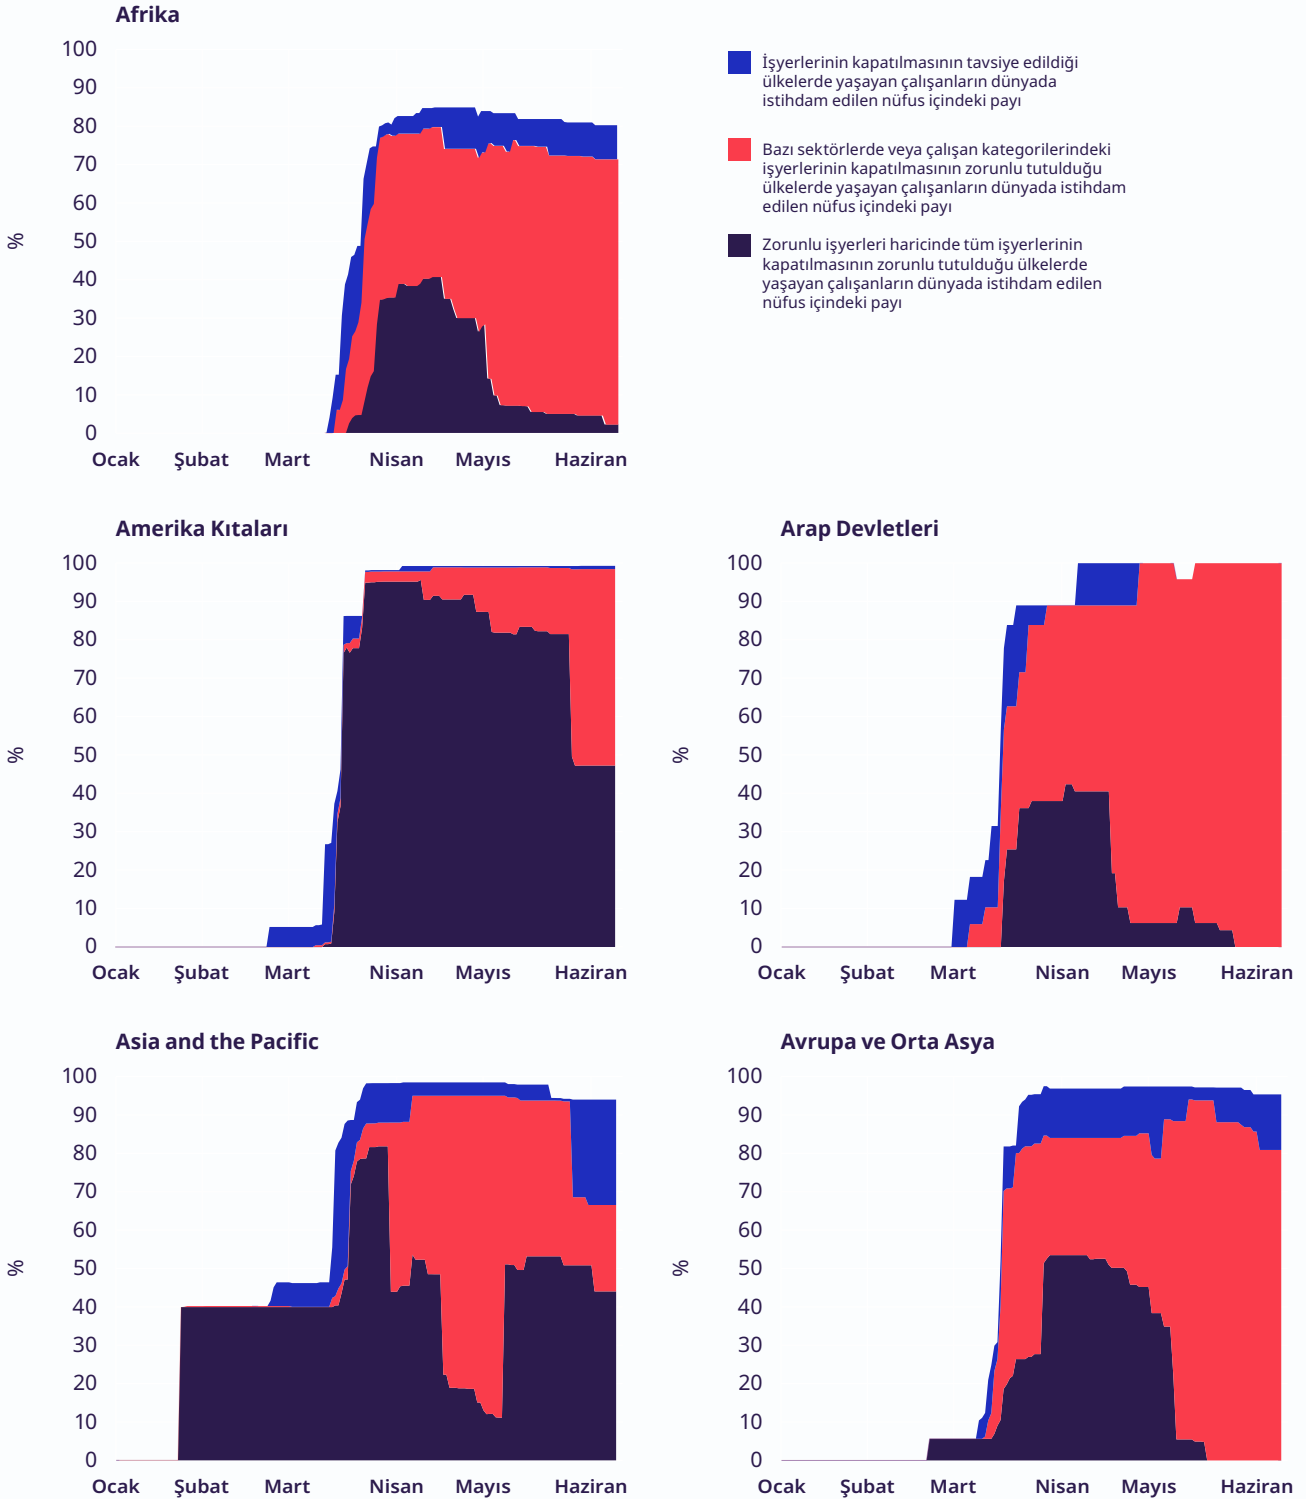 Afrika
100
90
80
70
60
50
40
30
20
10
0
%
Ocak Şubat Mart Nisan Mayıs Haziran
İşyerlerinin kapatılmasının tavsiye edildiği
ülkelerde yaşayan çalışanların dünyada
istihdam edilen nüfus içindeki payı
Bazı sektörlerde veya çalışan kategorilerindeki
işyerlerinin kapatılmasının zorunlu tutulduğu
ülkelerde yaşayan çalışanların dünyada istihdam
edilen nüfus içindeki payı
Zorunlu işyerleri haricinde tüm işyerlerinin
kapatılmasının zorunlu tutulduğu ülkelerde
yaşayan çalışanların dünyada istihdam edilen
nüfus içindeki payı
Amerika Kıtaları
100
90
80
70
60
50
40
30
20
10
0
%
Ocak Şubat Mart Nisan Mayıs Haziran
Arap Devletleri
100
90
80
70
60
50
40
30
20
10
0
%
Ocak Şubat Mart Nisan Mayıs Haziran
Asia and the Pacific
100
90
80
70
60
50
40
30
20
10
0
%
Ocak Şubat Mart Nisan Mayıs Haziran
Avrupa ve Orta Asya
100
90
80
70
60
50
40
30
20
10
0
%
Ocak Şubat Mart Nisan Mayıs Haziran